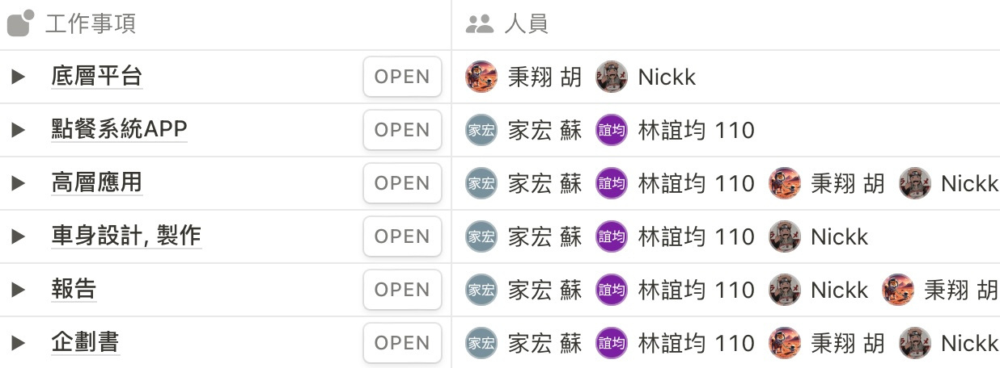 工作事項 人員
底層平台 OPEN 秉翔 胡 Nickk
點餐系統APP OPEN 家宏 家宏 蘇 誼均 林誼均 110
高層應用 OPEN 家宏 家宏 蘇 誼均 林誼均 110 秉翔 胡 Nickk
車身設計, 製作 OPEN 家宏 家宏 蘇 誼均 林誼均 110 Nickk
報告 OPEN 家宏 家宏 蘇 誼均 林誼均 110 Nickk 秉翔 胡
企劃書 OPEN 家宏 家宏 蘇 誼均 林誼均 110 秉翔 胡 Nickk